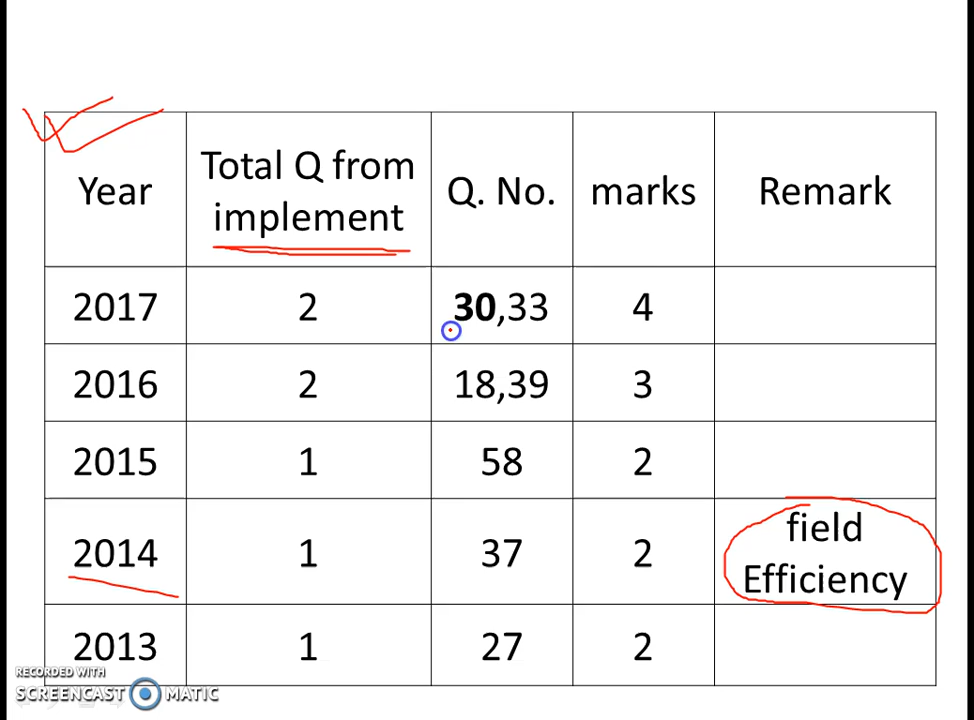 Year Total Q from implement Q. No. marks Remark
2017 2 30,33 4
2016 2 18,39 3
2015 1 58 2
2014 1 37 2 field Efficiency
2013 1 27 2
RECORDED WITH
SCREENCAST MATIC